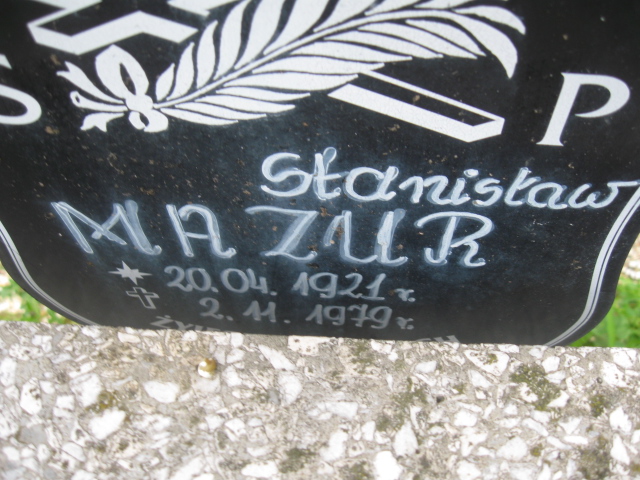 S P
Stanisław
MAZUR
20.04. 1921 r.
2. 11. 1979 r.